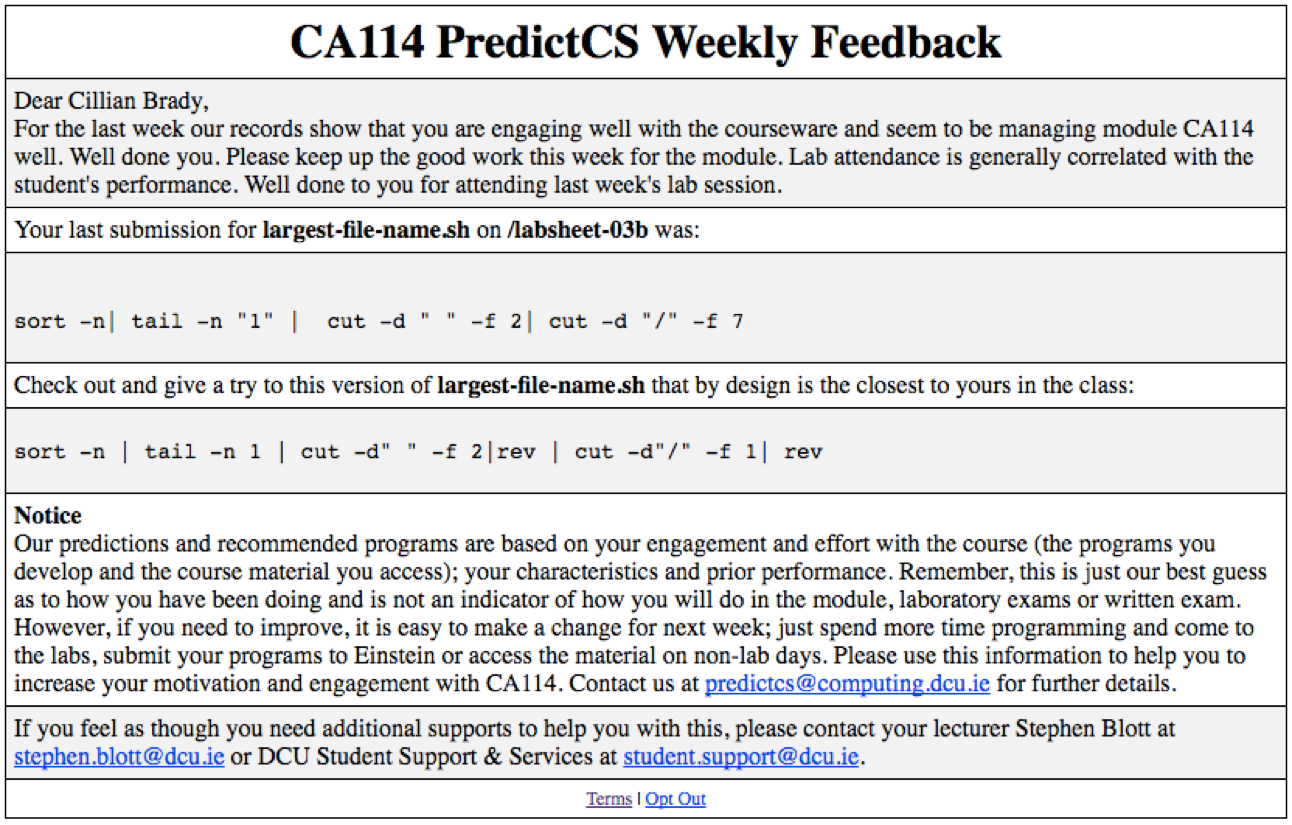 CA114 PredictCS Weekly Feedback
Dear Cillian Brady,
For the last week our records show that you are engaging well with the courseware and seem to be managing module CA114
well. Well done you. Please keep up the good work this week for the module. Lab attendance is generally correlated with the
student's performance. Well done to you for attending last week's lab session.
Your last submission for largest-file-name.sh on /labsheet-03b was:
sort -n| tail -n "1" |  cut -d " " -f 2| cut -d "/" -f 7
Check out and give a try to this version of largest-file-name.sh that by design is the closest to yours in the class:
sort -n | tail -n 1 | cut -d" " -f 2|rev | cut -d"/" -f 1| rev
Notice
Our predictions and recommended programs are based on your engagement and effort with the course (the programs you
develop and the course material you access); your characteristics and prior performance. Remember, this is just our best guess
as to how you have been doing and is not an indicator of how you will do in the module, laboratory exams or written exam.
However, if you need to improve, it is easy to make a change for next week; just spend more time programming and come to
the labs, submit your programs to Einstein or access the material on non-lab days. Please use this information to help you to
increase your motivation and engagement with CA114. Contact us at predictcs@computing.dcu.ie for further details.
If you feel as though you need additional supports to help you with this, please contact your lecturer Stephen Blott at
stephen.blott@dcu.ie or DCU Student Support & Services at student.support@dcu.ie.
Terms | Opt Out